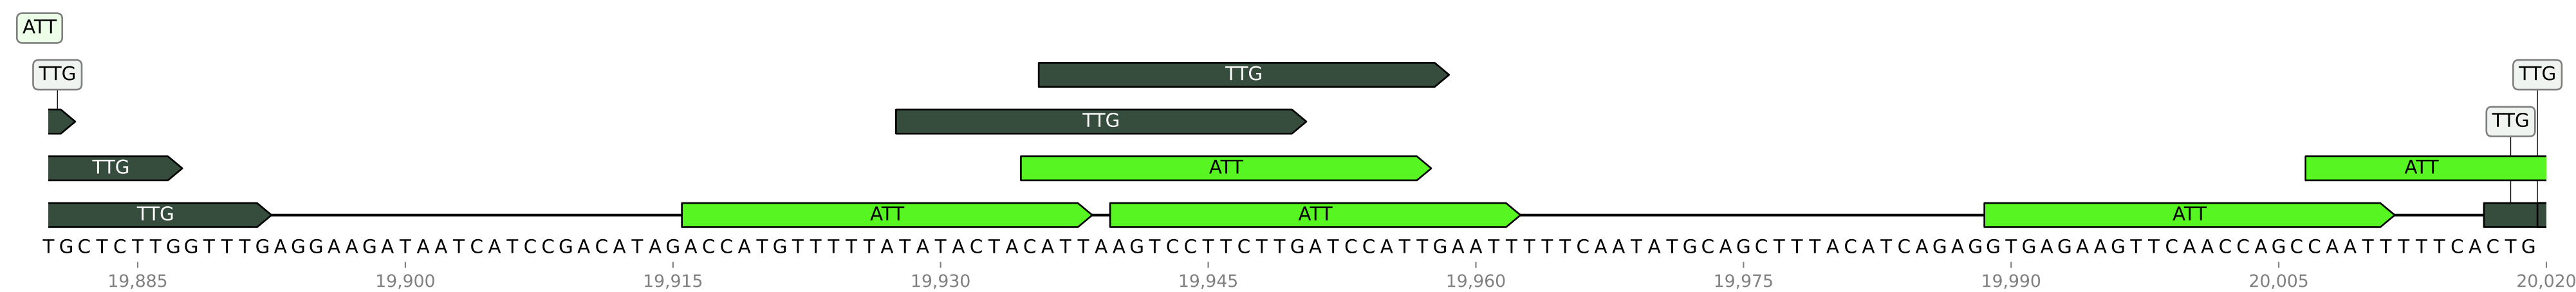 ATT
TTG TTG TTG
TTG TTG
TTG ATT ATT
TTG ATT ATT ATT
TGCTCTTGGTTTGAGGAAGATAATCATCCGACATAGACCATGTTTTTATATACTACATTAAGTCCTTCTTGATCCATTGAATTTTTCAATATGCAGCTTTACATCAGAGGTGAGAAGTTCAACCAGCCAATTTTTCACTG
19,885 19,900 19,915 19,930 19,945 19,960 19,975 19,990 20,005 20,020